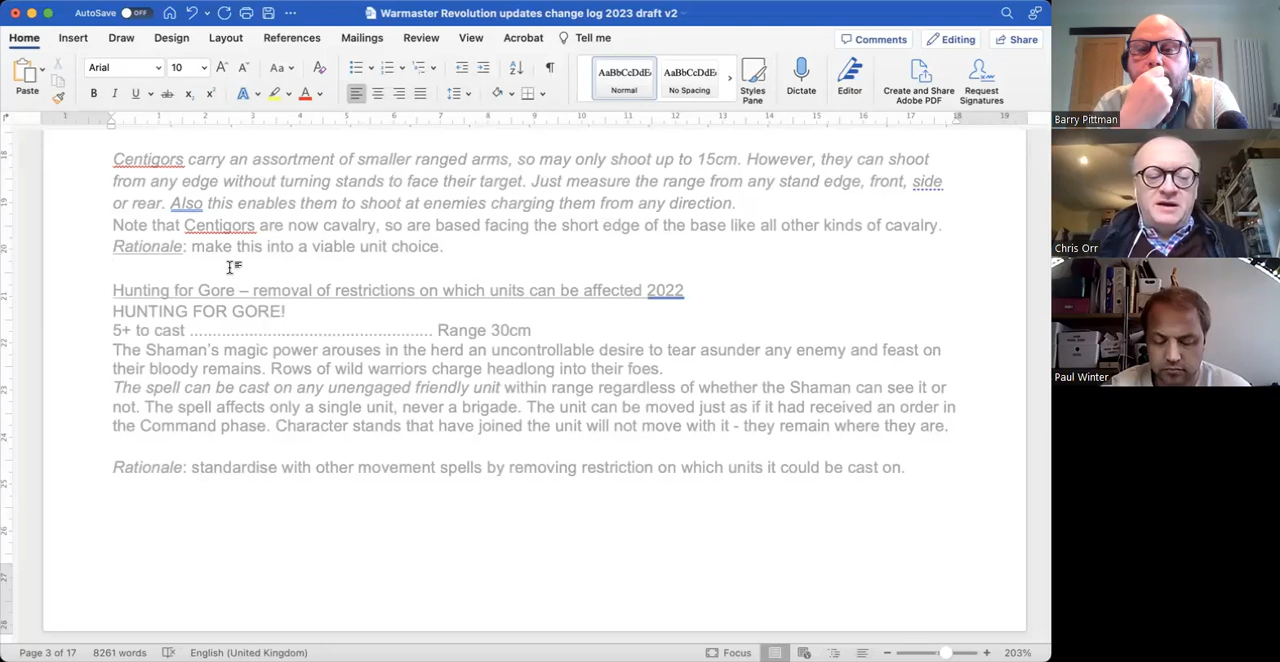 AutoSave OFF
Warmaster Revolution updates change log 2023 draft v2
Home Insert Draw Design Layout References Mailings Review View Acrobat Tell me
Comments Editing Share
Paste
Arial 10
AaBbCcDdEe AaBbCcDdEe
Normal No Spacing
Styles Pane
Dictate
Editor
Create and Share Adobe PDF
Request Signatures
Centigors carry an assortment of smaller ranged arms, so may only shoot up to 15cm. However, they can shoot
from any edge without turning stands to face their target. Just measure the range from any stand edge, front, side
or rear. Also this enables them to shoot at enemies charging them from any direction.
Note that Centigors are now cavalry, so are based facing the short edge of the base like all other kinds of cavalry.
Rationale: make this into a viable unit choice.
Hunting for Gore – removal of restrictions on which units can be affected 2022
HUNTING FOR GORE!
5+ to cast .................................................. Range 30cm
The Shaman's magic power arouses in the herd an uncontrollable desire to tear asunder any enemy and feast on
their bloody remains. Rows of wild warriors charge headlong into their foes.
The spell can be cast on any unengaged friendly unit within range regardless of whether the Shaman can see it or
not. The spell affects only a single unit, never a brigade. The unit can be moved just as if it had received an order in
the Command phase. Character stands that have joined the unit will not move with it - they remain where they are.
Rationale: standardise with other movement spells by removing restriction on which units it could be cast on.
Page 3 of 17 8261 words English (United Kingdom) Focus 203%
Barry Pittman
Chris Orr
Paul Winter